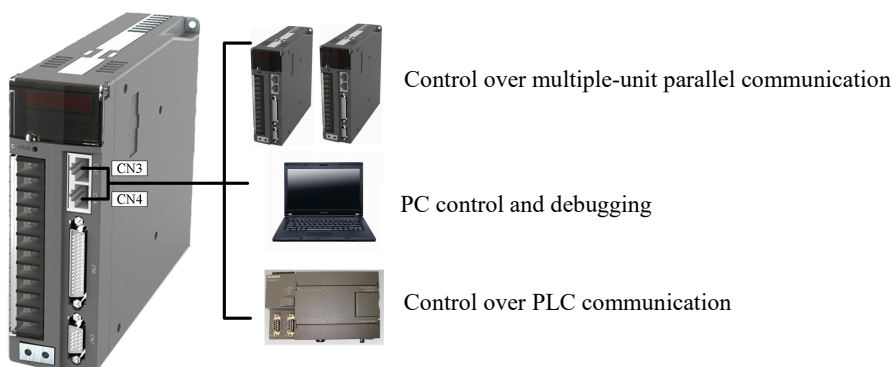 Control over multiple-unit parallel communication
CN3
CN4
PC control and debugging
Control over PLC communication